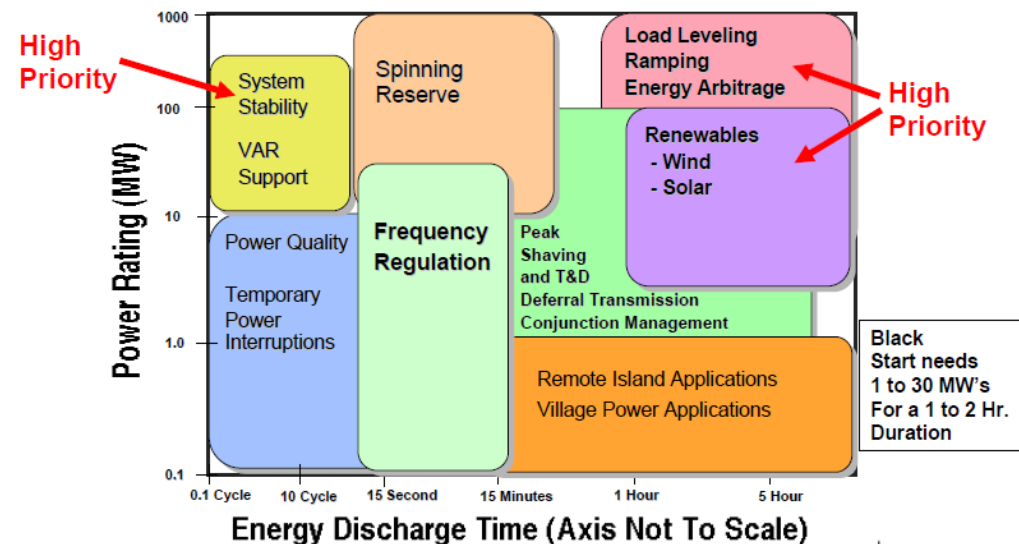 High
Priority
System
Stability
VAR
Support
Spinning
Reserve
Load Leveling
Ramping
Energy Arbitrage
High
Priority
Renewables
- Wind
- Solar
Power Quality
Temporary
Power
Interruptions
Frequency
Regulation
Peak
Shaving
and T&D
Deferral Transmission
Conjunction Management
Remote Island Applications
Village Power Applications
Black
Start needs
1 to 30 MW's
For a 1 to 2 Hr.
Duration
Power Rating (MW)
1000
100
10
1.0
0.1
0.1 Cycle
10 Cycle
15 Second
15 Minutes
1 Hour
5 Hour
Energy Discharge Time (Axis Not To Scale)